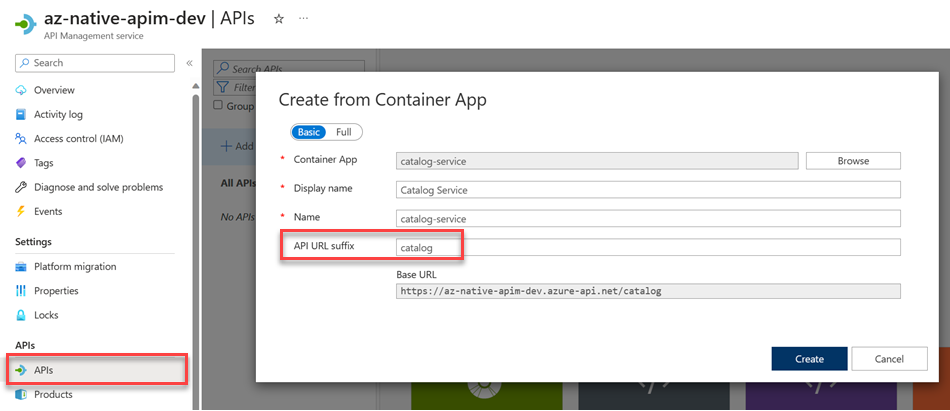 az-native-apim-dev | APIs ☆ ···
API Management service
Search «
Overview
Activity log
Access control (IAM)
Tags
Diagnose and solve problems
Events
Settings
Platform migration
Properties
Locks
APIs
APIs
Products
Search APIs
Filter
Group
+ Add
All APIs
No APIs
Create from Container App
Basic Full
* Container App catalog-service Browse
* Display name Catalog Service
* Name catalog-service
API URL suffix catalog
Base URL
https://az-native-apim-dev.azure-api.net/catalog
Create Cancel